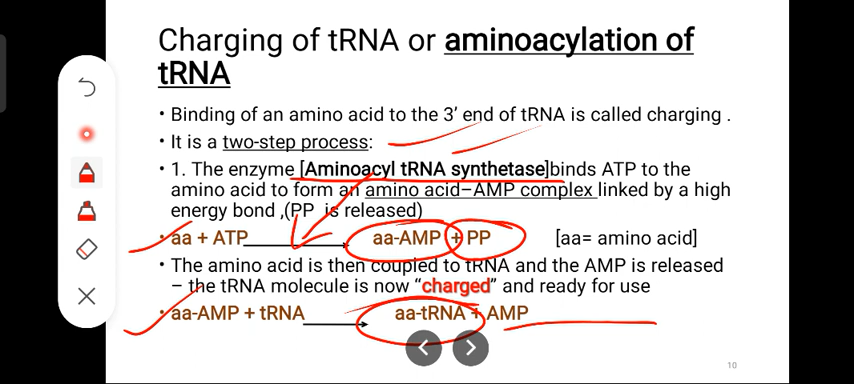 Charging of tRNA or aminoacylation of
tRNA
• Binding of an amino acid to the 3’ end of tRNA is called charging .
• It is a two-step process:
• 1. The enzyme [Aminoacyl tRNA synthetase]binds ATP to the
amino acid to form an amino acid–AMP complex linked by a high
energy bond ,(PP is released)
• aa + ATP aa-AMP + PP [aa= amino acid]
• The amino acid is then coupled to tRNA and the AMP is released
– the tRNA molecule is now “charged” and ready for use
• aa-AMP + tRNA aa-tRNA + AMP
10